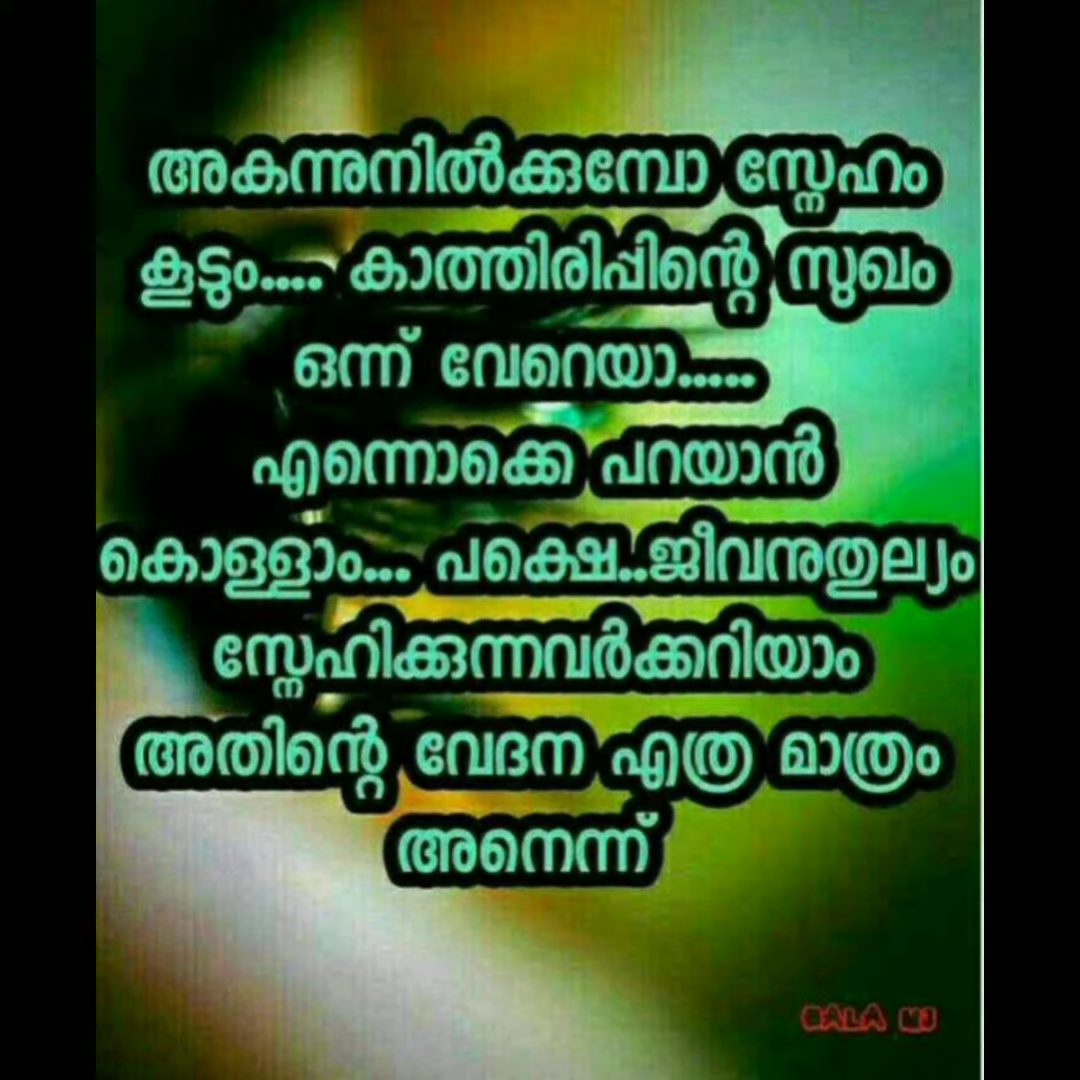 അകന്നുനിൽക്കുമ്പോ സ്നേഹം
കൂടും.... കാത്തിരിപ്പിന്റെ സുഖം
ഒന്ന് വേറെയാ.....
എന്നൊക്കെ പറയാൻ
കൊള്ളാം... പക്ഷെ..ജീവനുതുല്യം
സ്നേഹിക്കുന്നവർക്കറിയാം
അതിന്റെ വേദന എത്ര മാത്രം
അനെന്ന്
BALA MJ